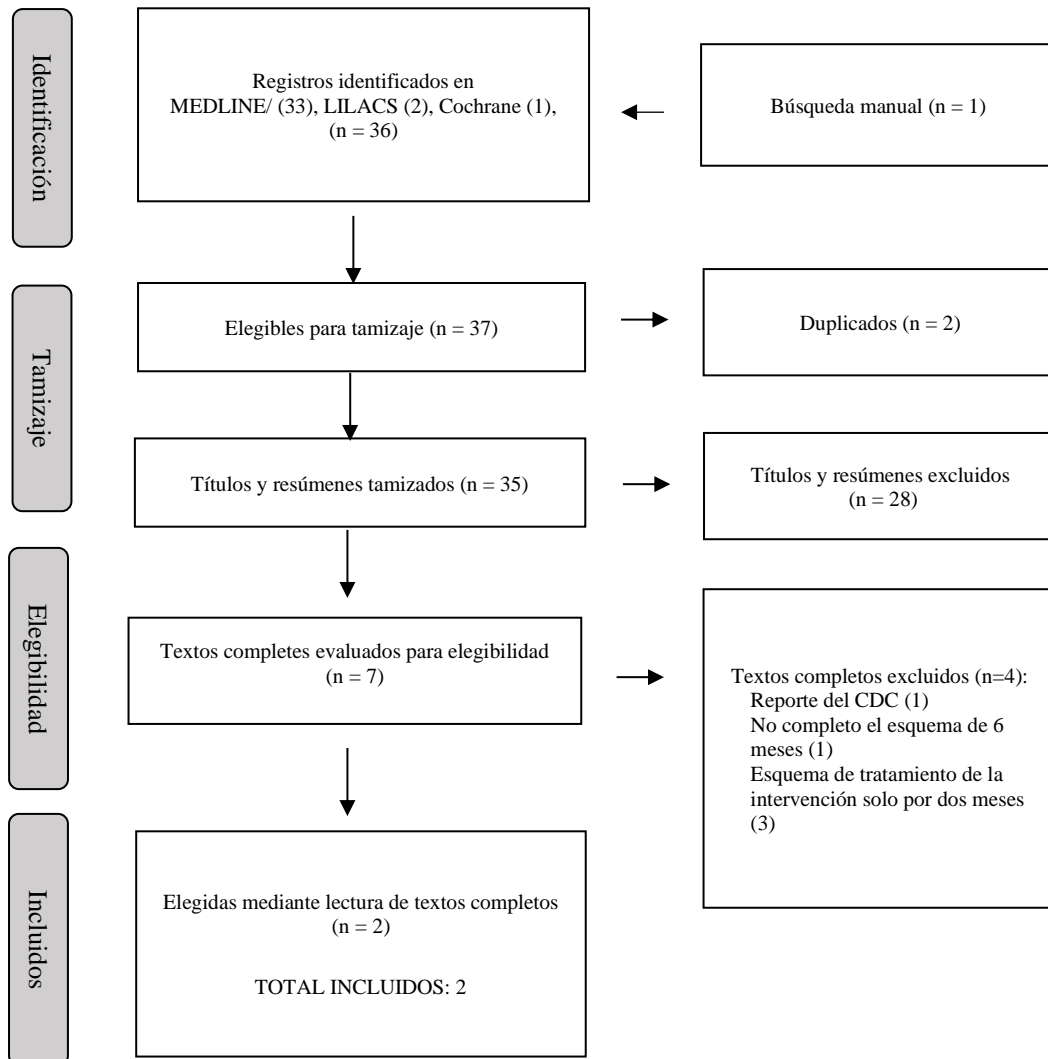 Identificación
Registros identificados en
MEDLINE/ (33), LILACS (2), Cochrane (1),
(n = 36)
Búsqueda manual (n = 1)
Tamizaje
Elegibles para tamizaje (n = 37)
Duplicados (n = 2)
Títulos y resúmenes tamizados (n = 35)
Títulos y resúmenes excluidos
(n = 28)
Elegibilidad
Textos completes evaluados para elegibilidad
(n = 7)
Textos completos excluidos (n=4):
Reporte del CDC (1)
No completo el esquema de 6
meses (1)
Esquema de tratamiento de la
intervención solo por dos meses
(3)
Incluidos
Elegidas mediante lectura de textos completos
(n = 2)
TOTAL INCLUIDOS: 2